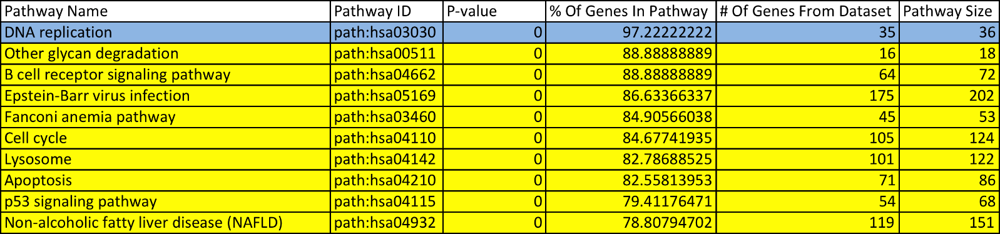 Pathway Name Pathway ID P-value % Of Genes In Pathway # Of Genes From Dataset Pathway Size
DNA replication path:hsa03030 0 97.22222222 35 36
Other glycan degradation path:hsa00511 0 88.88888889 16 18
B cell receptor signaling pathway path:hsa04662 0 88.88888889 64 72
Epstein-Barr virus infection path:hsa05169 0 86.63366337 175 202
Fanconi anemia pathway path:hsa03460 0 84.90566038 45 53
Cell cycle path:hsa04110 0 84.67741935 105 124
Lysosome path:hsa04142 0 82.78688525 101 122
Apoptosis path:hsa04210 0 82.55813953 71 86
p53 signaling pathway path:hsa04115 0 79.41176471 54 68
Non-alcoholic fatty liver disease (NAFLD) path:hsa04932 0 78.80794702 119 151